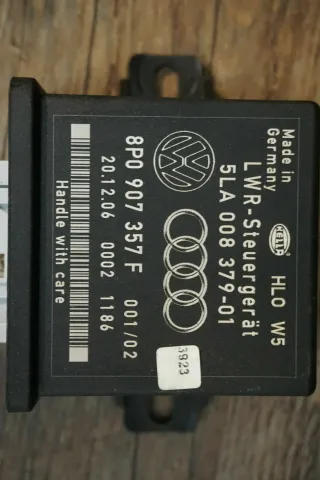 Made in
Germany
HELLA
HLO W5
LWR-Steuergerät
5LA 008 379-01
8P0 907 357 F
001/02
20.12.06 0002 1186
Handle with care
3823